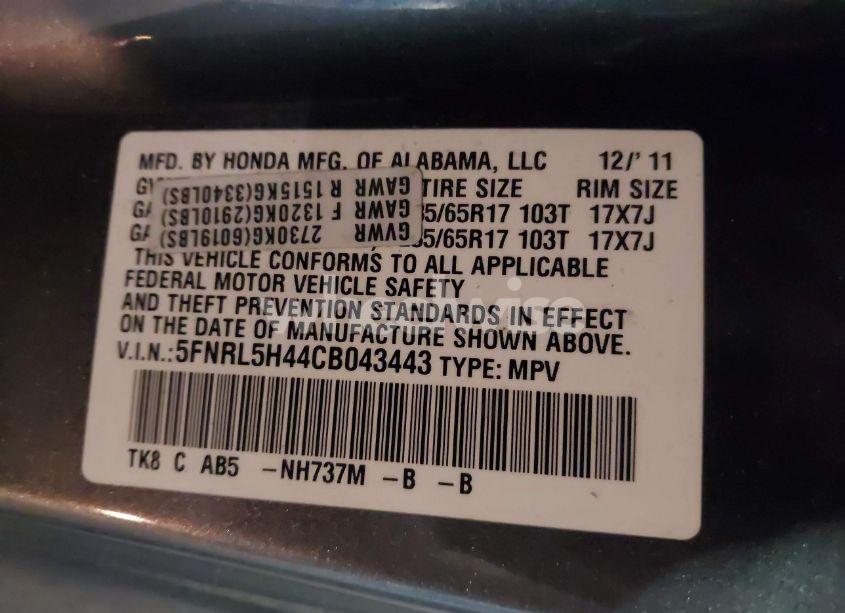 MFD. BY HONDA MFG. OF ALABAMA, LLC 12/' 11
TIRE SIZE RIM SIZE
35/65R17 103T 17X7J
35/65R17 103T 17X7J
GVWR 2730KG(6019LBS)
GAWR F 1320KG(2910LBS)
GAWR R 1515KG(3340LBS)
THIS VEHICLE CONFORMS TO ALL APPLICABLE
FEDERAL MOTOR VEHICLE SAFETY
AND THEFT PREVENTION STANDARDS IN EFFECT
ON THE DATE OF MANUFACTURE SHOWN ABOVE.
V.I.N.:5FNRL5H44CB043443 TYPE: MPV
TK8 C AB5 -NH737M -B -B